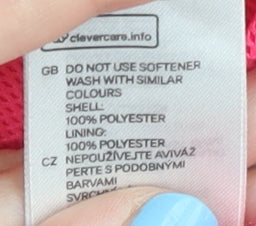 clevercare.info
GB DO NOT USE SOFTENER
WASH WITH SIMILAR
COLOURS
SHELL:
100% POLYESTER
LINING:
100% POLYESTER
CZ NEPOUŽÍVEJTE AVIVÁŽ
PERTE S PODOBNÝMI
BARVAMI